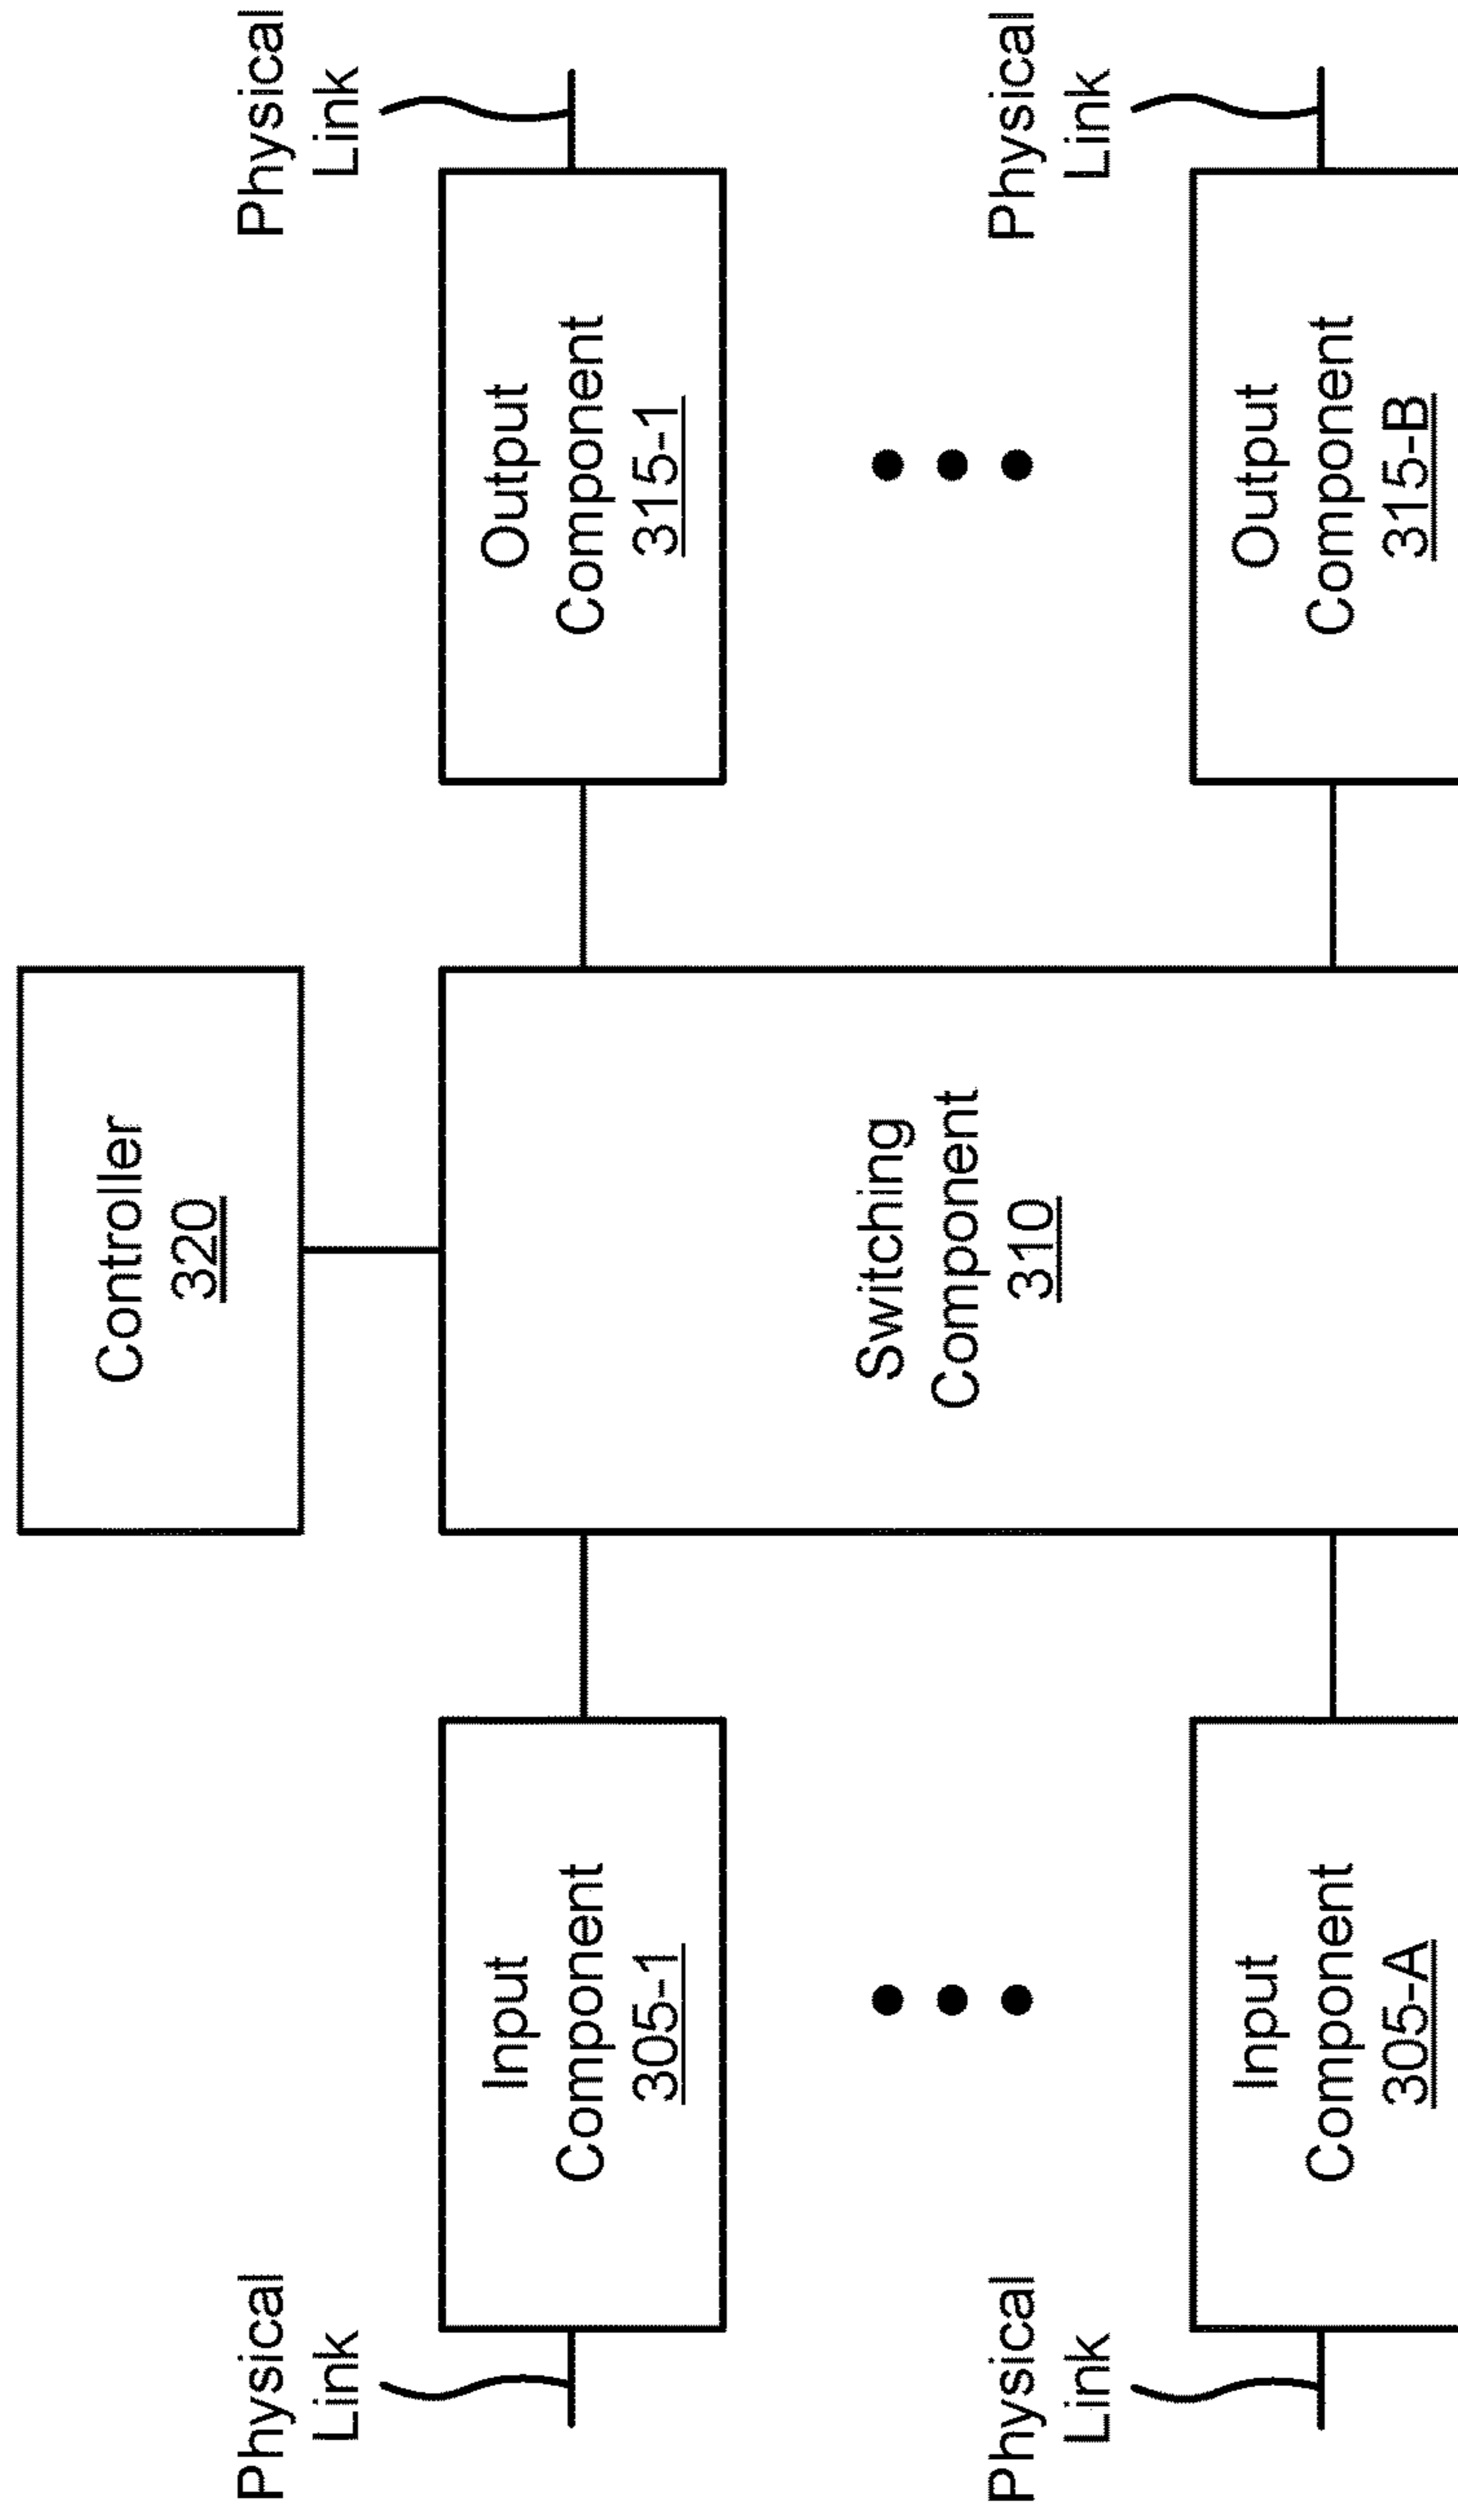 Controller
320
Physical
Link
Physical
Link
Input
Component
305-1
Output
Component
315-1
Switching
Component
310
Physical
Link
Physical
Link
Input
Component
305-A
Output
Component
315-B